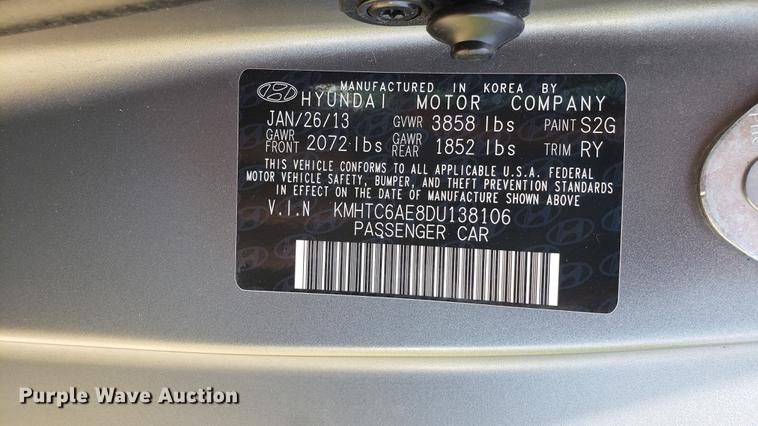 MANUFACTURED IN KOREA BY
HYUNDAI MOTOR COMPANY
JAN/26/13 GVWR 3858 lbs PAINT S2G
GAWR FRONT 2072 lbs GAWR REAR 1852 lbs TRIM RY
THIS VEHICLE CONFORMS TO ALL APPLICABLE U.S.A. FEDERAL
MOTOR VEHICLE SAFETY, BUMPER, AND THEFT PREVENTION STANDARDS
IN EFFECT ON THE DATE OF MANUFACTURE SHOWN ABOVE
V.I.N KMHTC6AE8DU138106
PASSENGER CAR
Purple Wave Auction